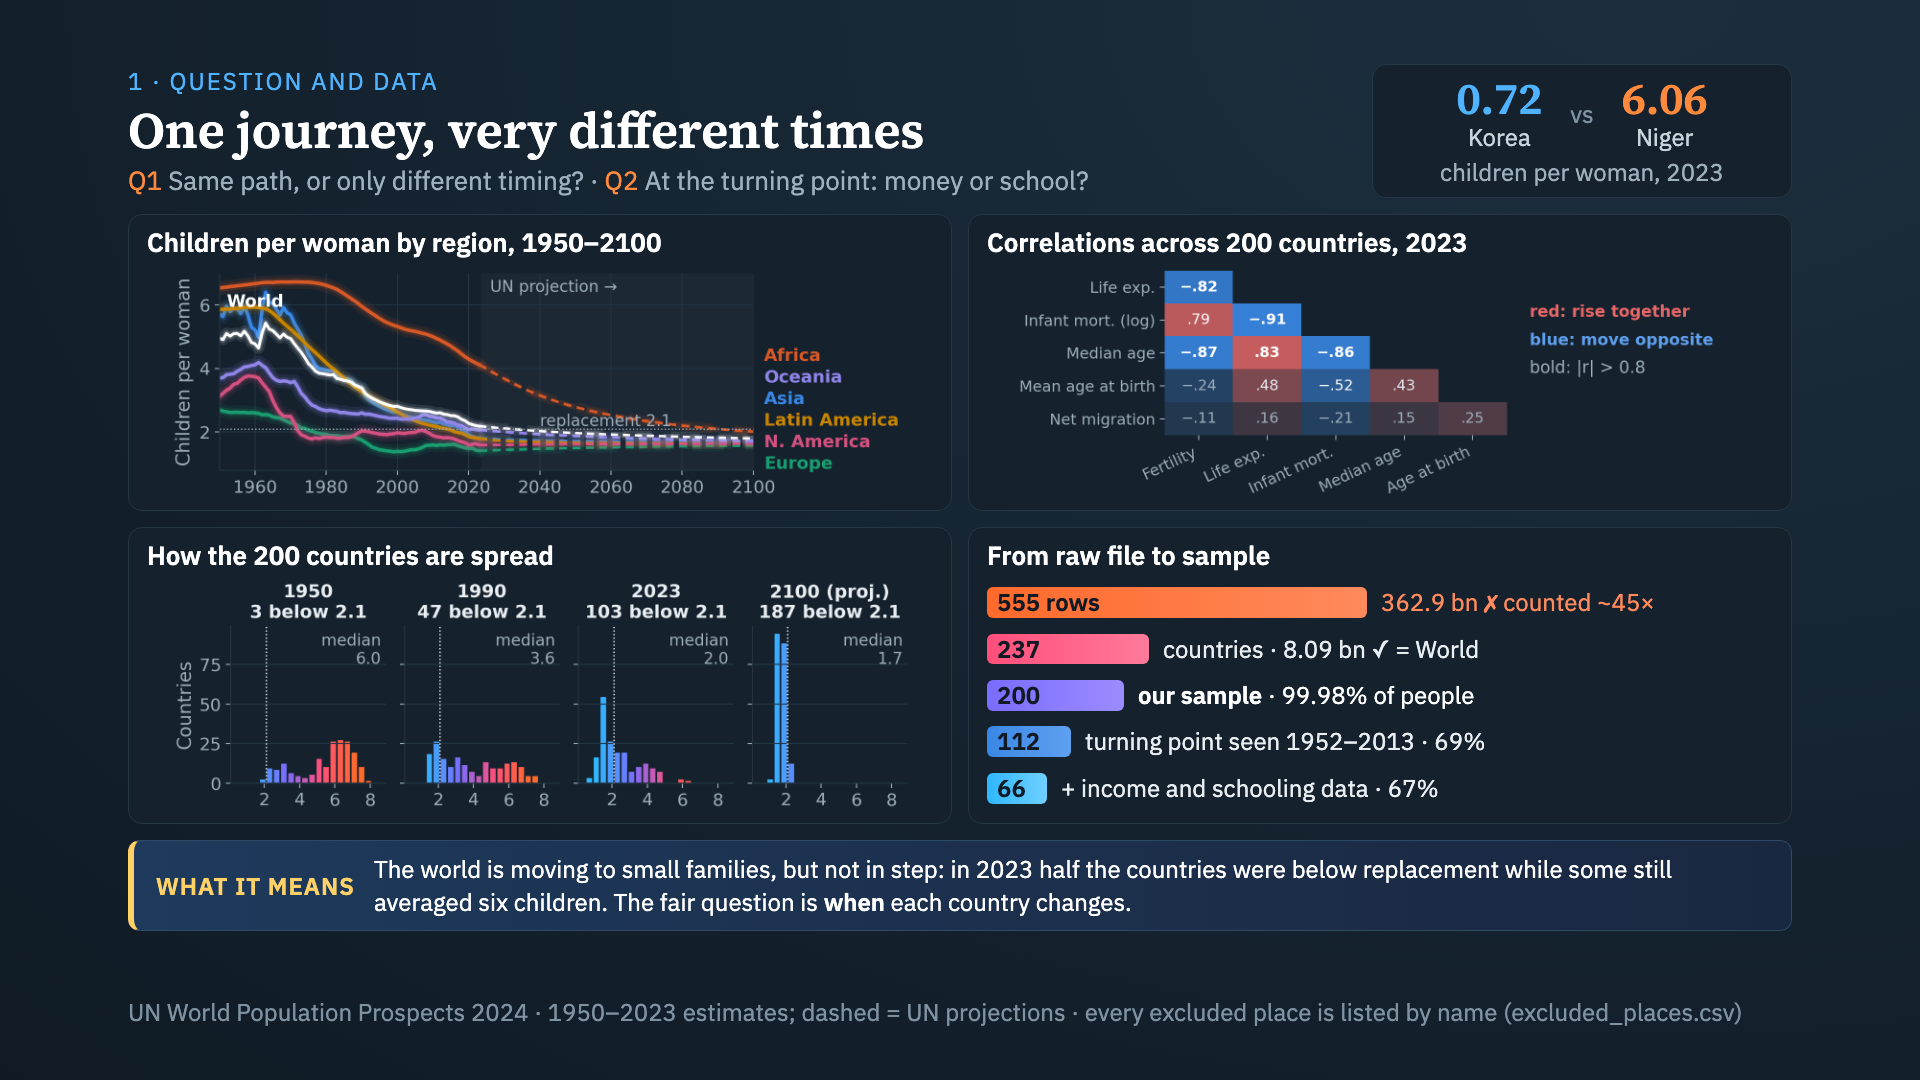 1 · QUESTION AND DATA
One journey, very different times
Q1 Same path, or only different timing? · Q2 At the turning point: money or school?
0.72 vs 6.06
Korea Niger
children per woman, 2023
Children per woman by region, 1950–2100
Children per woman
6
4
2
World
UN projection →
replacement 2.1
Africa
Oceania
Asia
Latin America
N. America
Europe
1960 1980 2000 2020 2040 2060 2080 2100
Correlations across 200 countries, 2023
Life exp. −.82
Infant mort. (log) .79 −.91
Median age −.87 .83 −.86
Mean age at birth −.24 .48 −.52 .43
Net migration −.11 .16 −.21 .15 .25
Fertility Life exp. Infant mort. Median age Age at birth
red: rise together
blue: move opposite
bold: |r| > 0.8
How the 200 countries are spread
1950 1990 2023 2100 (proj.)
3 below 2.1 47 below 2.1 103 below 2.1 187 below 2.1
median median median median
6.0 3.6 2.0 1.7
Countries
75
50
25
0
2 4 6 8 2 4 6 8 2 4 6 8 2 4 6 8
From raw file to sample
555 rows 362.9 bn ✗ counted ~45×
237 countries · 8.09 bn ✓ = World
200 our sample · 99.98% of people
112 turning point seen 1952–2013 · 69%
66 + income and schooling data · 67%
WHAT IT MEANS
The world is moving to small families, but not in step: in 2023 half the countries were below replacement while some still
averaged six children. The fair question is when each country changes.
UN World Population Prospects 2024 · 1950–2023 estimates; dashed = UN projections · every excluded place is listed by name (excluded_places.csv)